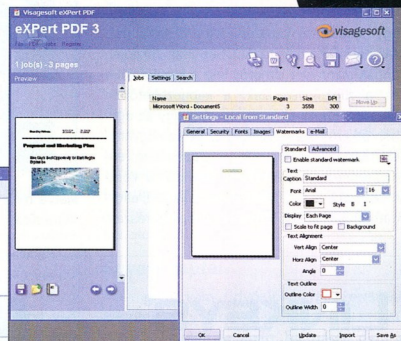 Visagesoft eXPert PDF
eXPert PDF 3
visagesoft
1 job(s) - 3 pages
Preview
Jobs Settings Search
Name Pages Size DPI
Microsoft Word - Document5 3 3558 300
Move Up
Proposal and Marketing Plan
Settings - Local from Standard
General Security Fonts Images Watermarks e-Mail
Standard Advanced
Enable standard watermark
Text
Caption Standard
Font Arial 16
Color Style B I
Display Each Page
Scale to fit page Background
Text Alignment
Vert Align Center
Horz Align Center
Angle 0
Text Outline
Outline Color
Outline Width 0
OK Cancel Update Import Save As